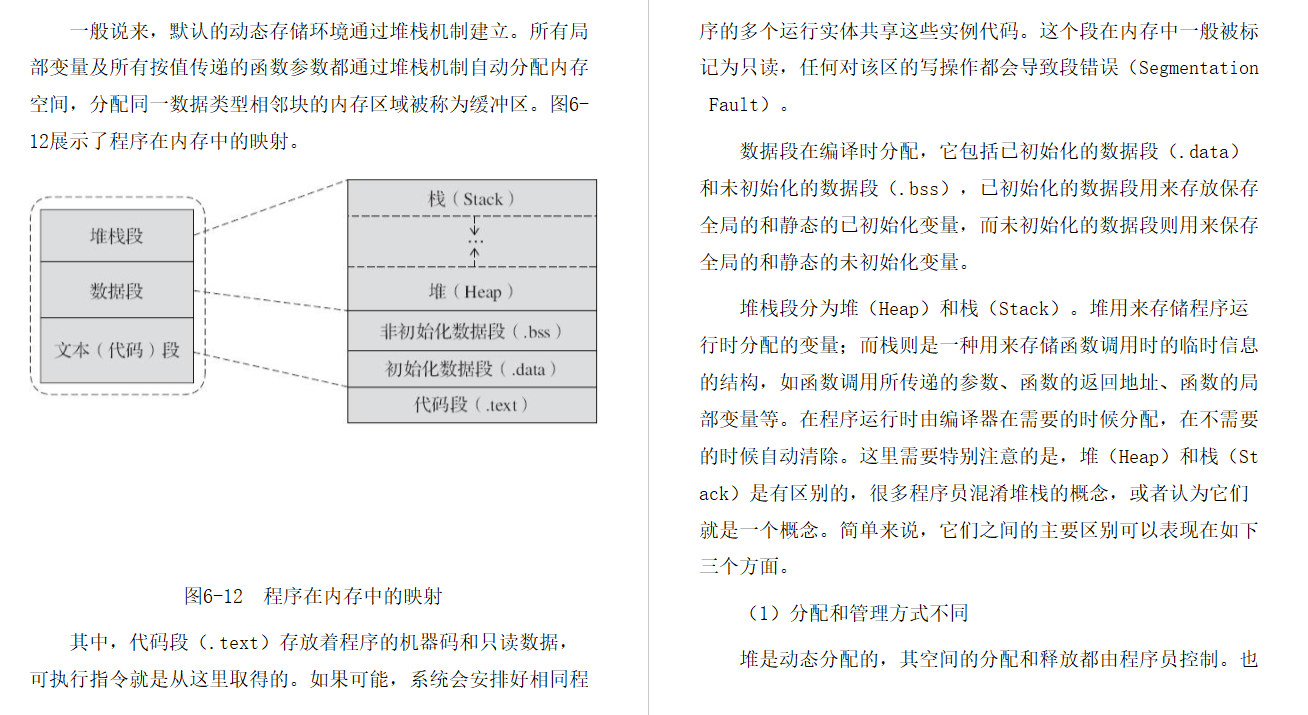 一般说来，默认的动态存储环境通过堆栈机制建立。所有局
部变量及所有按值传递的函数参数都通过堆栈机制自动分配内存
空间，分配同一数据类型相邻块的内存区域被称为缓冲区。图6-
12展示了程序在内存中的映射。
堆栈段
数据段
文本（代码）段
栈（Stack）
…
堆（Heap）
非初始化数据段（.bss）
初始化数据段（.data）
代码段（.text）
图6-12 程序在内存中的映射
其中，代码段（.text）存放着程序的机器码和只读数据，
可执行指令就是从这里取得的。如果可能，系统会安排好相同程
序的多个运行实体共享这些实例代码。这个段在内存中一般被标
记为只读，任何对该区的写操作都会导致段错误（Segmentation
Fault）。
数据段在编译时分配，它包括已初始化的数据段（.data）
和未初始化的数据段（.bss），已初始化的数据段用来存放保存
全局的和静态的已初始化变量，而未初始化的数据段则用来保存
全局的和静态的未初始化变量。
堆栈段分为堆（Heap）和栈（Stack）。堆用来存储程序运
行时分配的变量；而栈则是一种用来存储函数调用时的临时信息
的结构，如函数调用所传递的参数、函数的返回地址、函数的局
部变量等。在程序运行时由编译器在需要的时候分配，在不需要
的时候自动清除。这里需要特别注意的是，堆（Heap）和栈（St
ack）是有区别的，很多程序员混淆堆栈的概念，或者认为它们
就是一个概念。简单来说，它们之间的主要区别可以表现在如下
三个方面。
（1）分配和管理方式不同
堆是动态分配的，其空间的分配和释放都由程序员控制。也